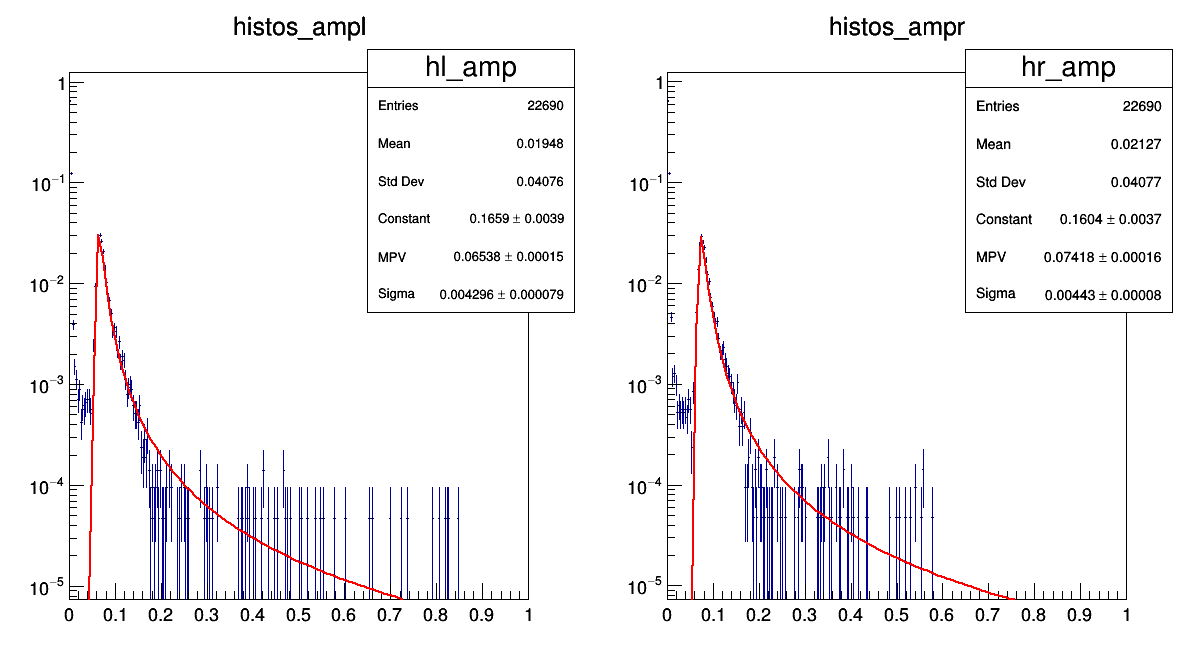 histos_ampl
hl_amp
Entries 22690
Mean 0.01948
Std Dev 0.04076
Constant 0.1659 ± 0.0039
MPV 0.06538 ± 0.00015
Sigma 0.004296 ± 0.000079
1
10−1
10−2
10−3
10−4
10−5
0 0.1 0.2 0.3 0.4 0.5 0.6 0.7 0.8 0.9 1
histos_ampr
hr_amp
Entries 22690
Mean 0.02127
Std Dev 0.04077
Constant 0.1604 ± 0.0037
MPV 0.07418 ± 0.00016
Sigma 0.00443 ± 0.00008
1
10−1
10−2
10−3
10−4
10−5
0 0.1 0.2 0.3 0.4 0.5 0.6 0.7 0.8 0.9 1